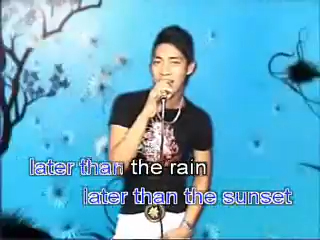 later than the rain
later than the sunset